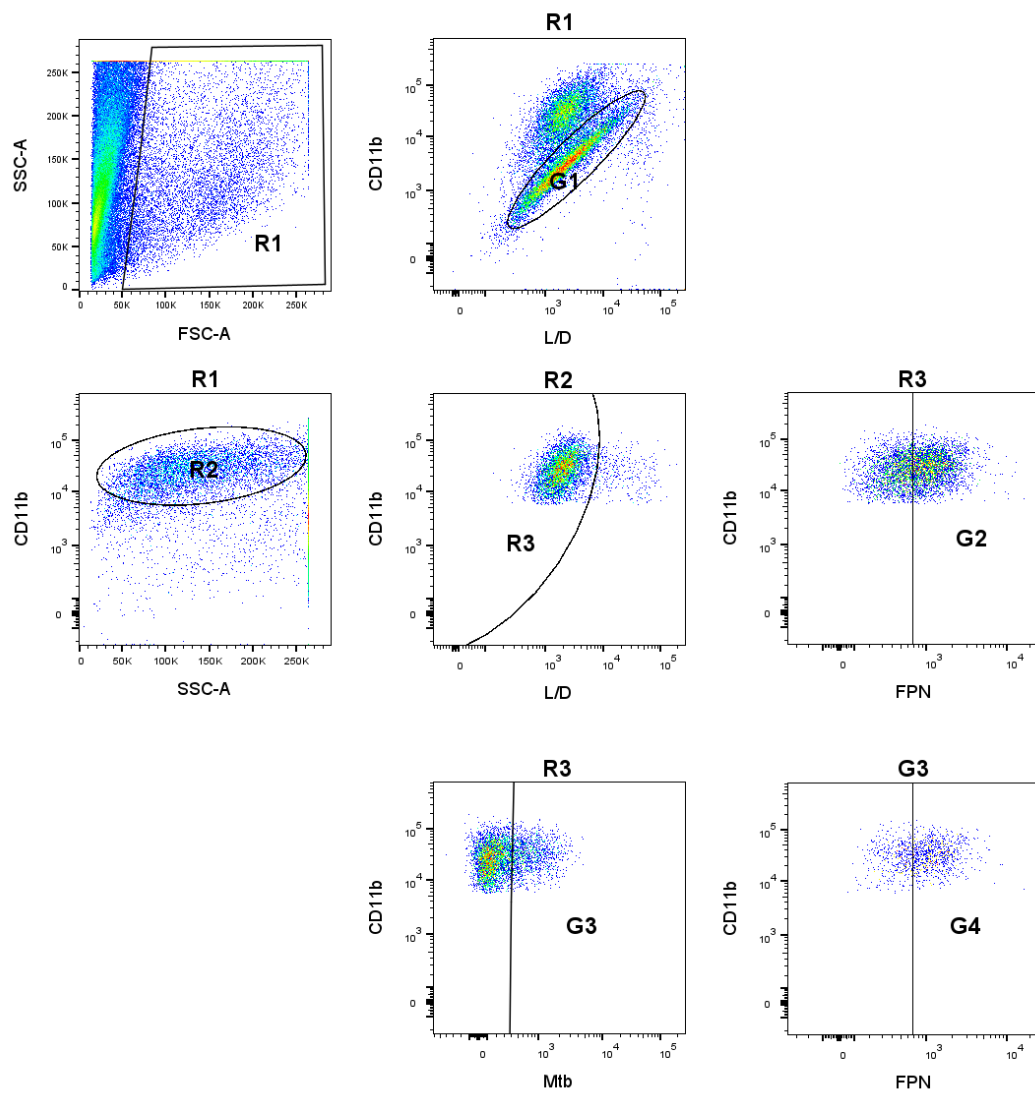 R1
SSC-A
250K
200K
150K
100K
50K
0
R1
0 50K 100K 150K 200K 250K
FSC-A
CD11b
10^5
10^4
10^3
0
G1
0 10^3 10^4 10^5
L/D
R1
R2
R3
CD11b
10^5
10^4
10^3
0
R2
0 50K 100K 150K 200K 250K
SSC-A
CD11b
10^5
10^4
10^3
0
R3
0 10^3 10^4 10^5
L/D
CD11b
10^5
10^4
10^3
0
G2
0 10^3 10^4
FPN
R3
G3
CD11b
10^5
10^4
10^3
0
G3
0 10^3 10^4 10^5
Mtb
CD11b
10^5
10^4
10^3
0
G4
0 10^3 10^4
FPN